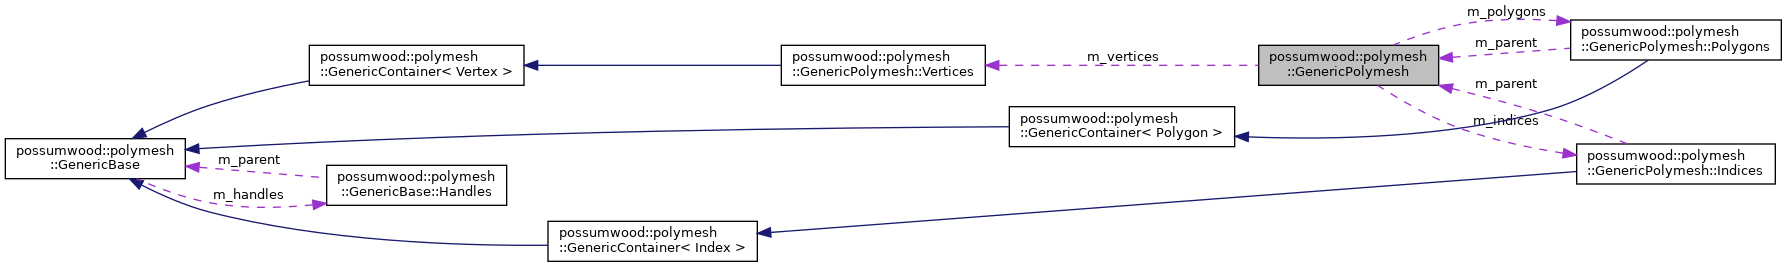 m_polygons
possumwood::polymesh
::GenericPolymesh::Polygons
m_parent
possumwood::polymesh
::GenericContainer< Vertex >
possumwood::polymesh
::GenericPolymesh::Vertices
m_vertices
possumwood::polymesh
::GenericPolymesh
m_parent
possumwood::polymesh
::GenericContainer< Polygon >
m_indices
possumwood::polymesh
::GenericBase
m_parent
possumwood::polymesh
::GenericPolymesh::Indices
possumwood::polymesh
::GenericBase::Handles
m_handles
possumwood::polymesh
::GenericContainer< Index >